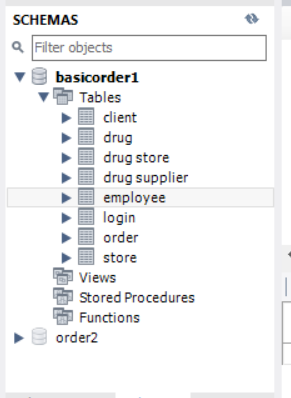 SCHEMAS
Filter objects
basicorder1
Tables
client
drug
drug store
drug supplier
employee
login
order
store
Views
Stored Procedures
Functions
order2